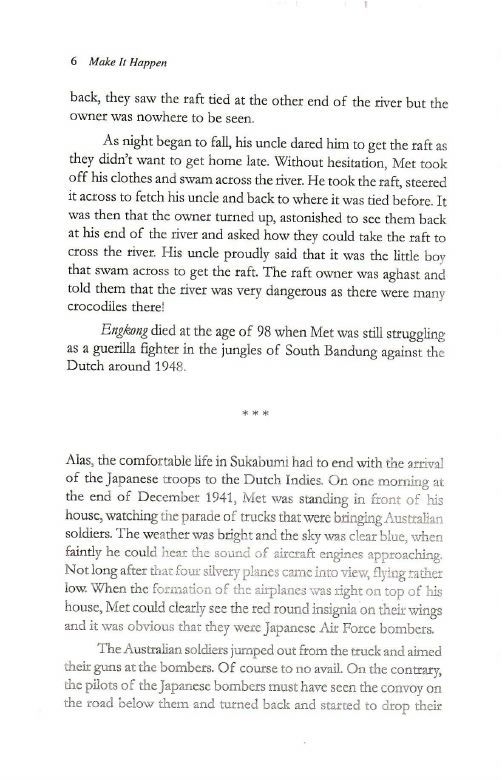 6 Make It Happen
back, they saw the raft tied at the other end of the river but the
owner was nowhere to be seen.
As night began to fall, his uncle dared him to get the raft as
they didn't want to get home late. Without hesitation, Met took
off his clothes and swam across the river. He took the raft, steered
it across to fetch his uncle and back to where it was tied before. It
was then that the owner turned up, astonished to see them back
at his end of the river and asked how they could take the raft to
cross the river. His uncle proudly said that it was the little boy
that swam across to get the raft. The raft owner was aghast and
told them that the river was very dangerous as there were many
crocodiles there!
Engkong died at the age of 98 when Met was still struggling
as a guerilla fighter in the jungles of South Bandung against the
Dutch around 1948.
***
Alas, the comfortable life in Sukabumi had to end with the arrival
of the Japanese troops to the Dutch Indies. On one morning at
the end of December 1941, Met was standing in front of his
house, watching the parade of trucks that were bringing Australian
soldiers. The weather was bright and the sky was clear blue, when
faintly he could hear the sound of aircraft engines approaching.
Not long after that four silvery planes came into view, flying rather
low. When the formation of the airplanes was right on top of his
house, Met could clearly see the red round insignia on their wings
and it was obvious that they were Japanese Air Force bombers.
The Australian soldiers jumped out from the truck and aimed
their guns at the bombers. Of course to no avail. On the contrary,
the pilots of the Japanese bombers must have seen the convoy on
the road below them and turned back and started to drop their